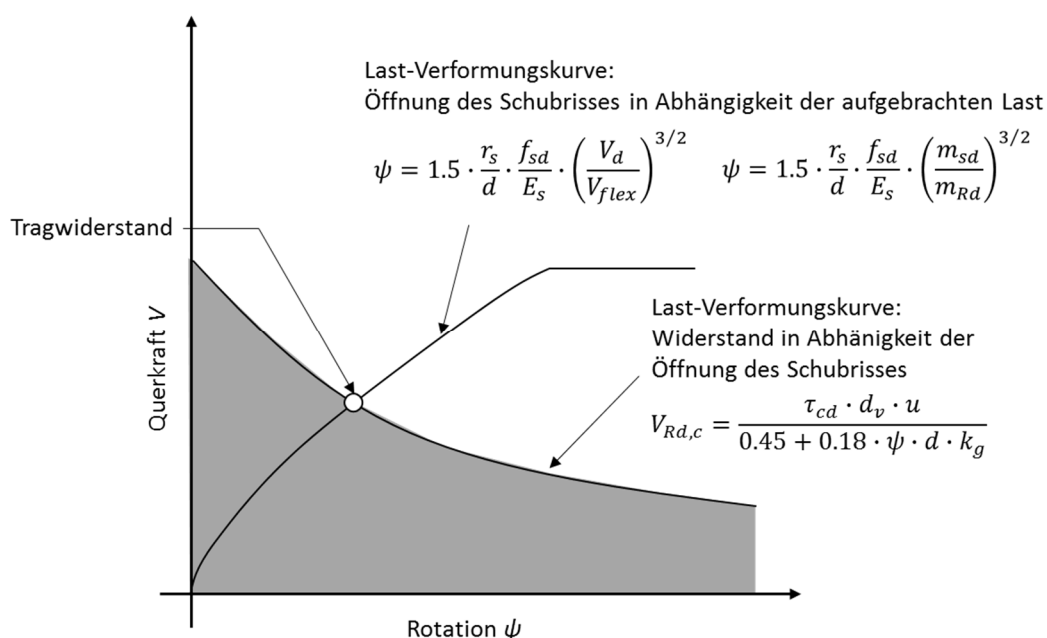 Last-Verformungskurve:
Öffnung des Schubrisses in Abhängigkeit der aufgebrachten Last
ψ = 1.5 · r_s/d · f_sd/E_s · (V_d/V_flex)^3/2 ψ = 1.5 · r_s/d · f_sd/E_s · (m_sd/m_Rd)^3/2
Tragwiderstand
Last-Verformungskurve:
Widerstand in Abhänigkeit der
Öffnung des Schubrisses
V_Rd,c = τ_cd · d_v · u / 0.45 + 0.18 · ψ · d · k_g
Querkraft V
Rotation ψ